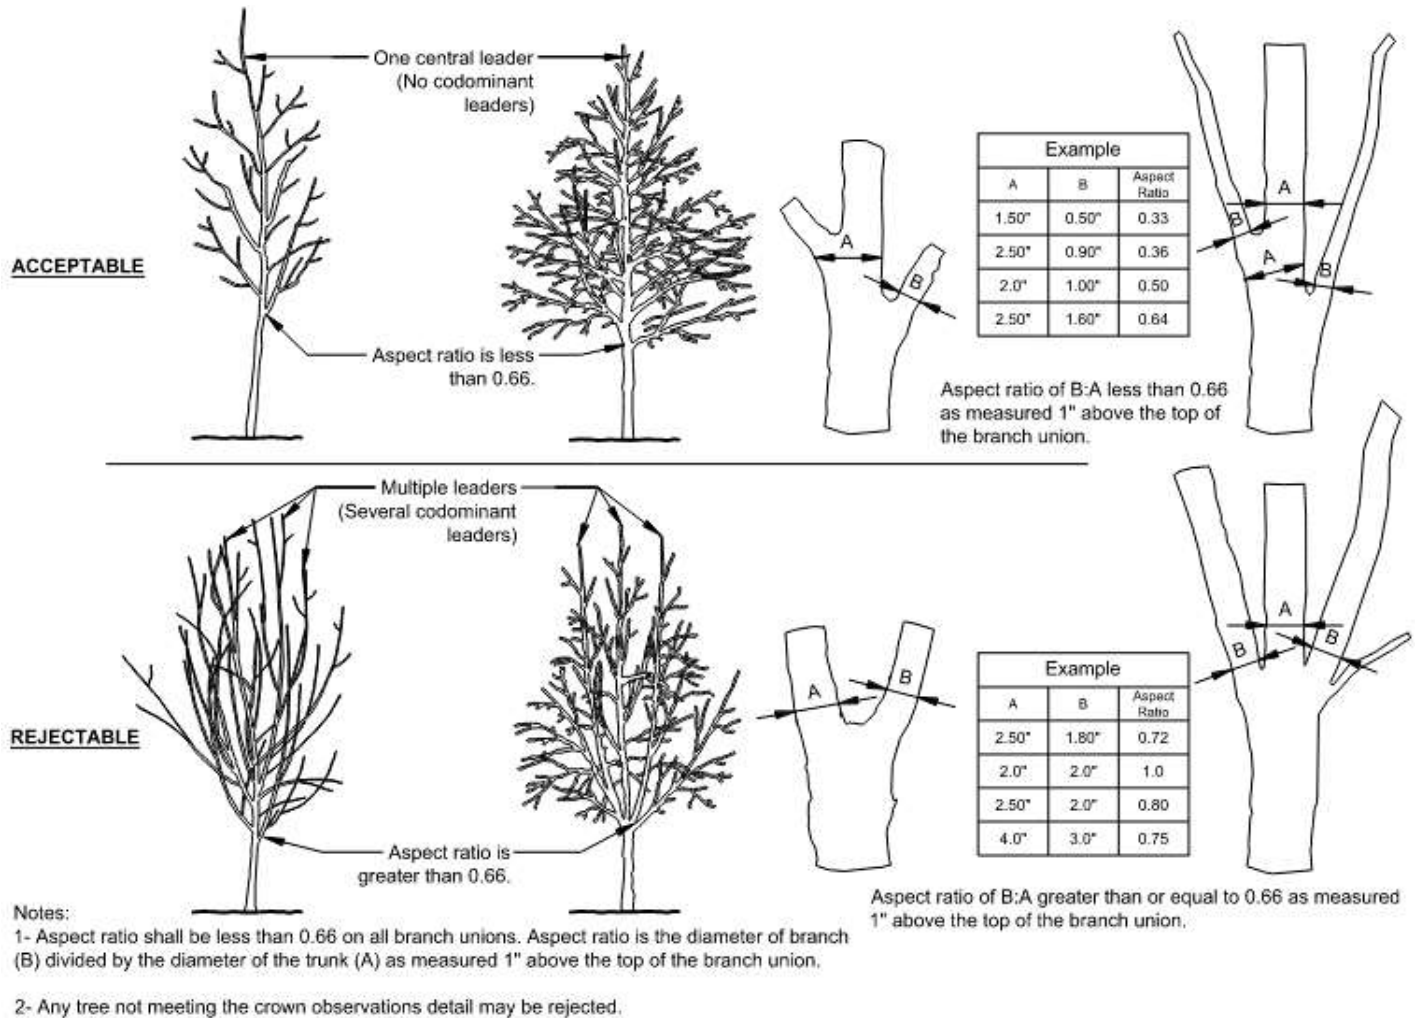 One central leader
(No codominant
leaders)
ACCEPTABLE
Aspect ratio is less
than 0.66.
A
B
Example
A B Aspect
Ratio
1.50" 0.50" 0.33
2.50" 0.90" 0.36
2.0" 1.00" 0.50
2.50" 1.60" 0.64
A
B
A
B
Aspect ratio of B:A less than 0.66
as measured 1" above the top of
the branch union.
Multiple leaders
(Several codominant
leaders)
REJECTABLE
Aspect ratio is
greater than 0.66.
A
B
Example
A B Aspect
Ratio
2.50" 1.80" 0.72
2.0" 2.0" 1.0
2.50" 2.0" 0.80
4.0" 3.0" 0.75
A
B
B
Aspect ratio of B:A greater than or equal to 0.66 as measured
1" above the top of the branch union.
Notes:
1- Aspect ratio shall be less than 0.66 on all branch unions. Aspect ratio is the diameter of branch
(B) divided by the diameter of the trunk (A) as measured 1" above the top of the branch union.
2- Any tree not meeting the crown observations detail may be rejected.